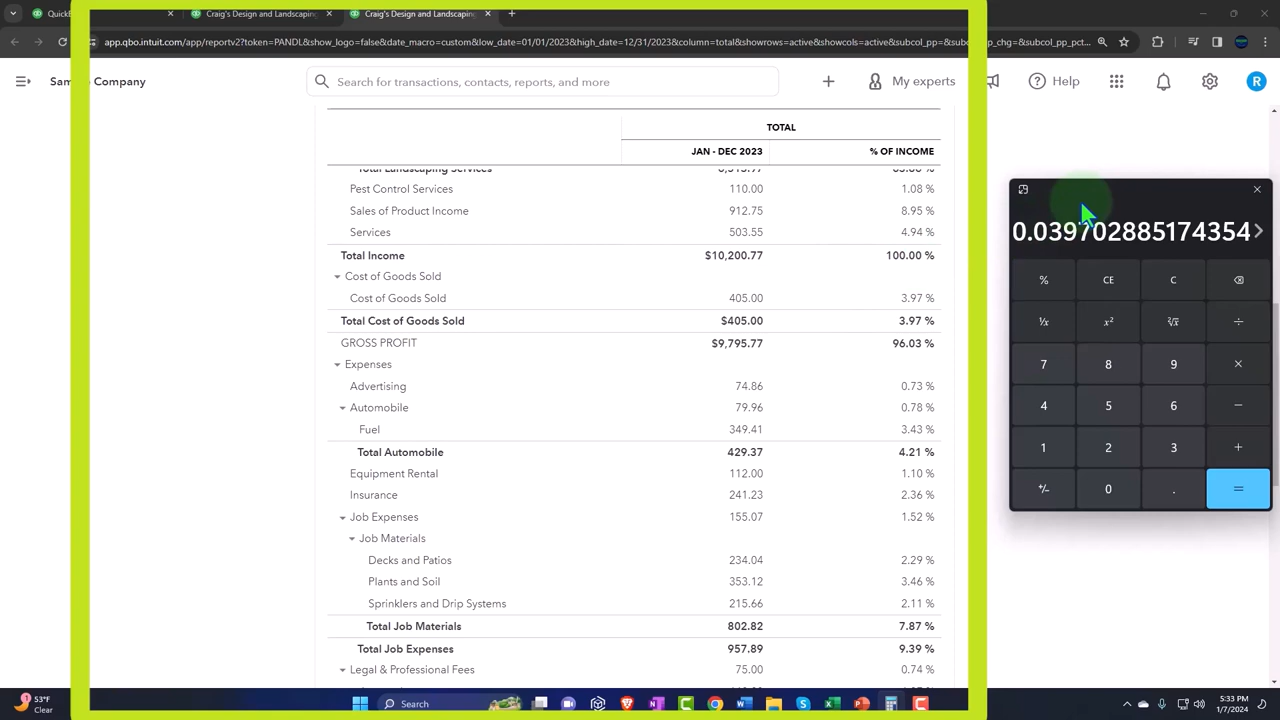 QuickB
Craig's Design and Landscaping
Craig's Design and Landscaping
app.qbo.intuit.com/app/reportv2?token=PANDL&show_logo=false&date_macro=custom&low_date=01/01/2023&high_date=12/31/2023&column=total&showrows=active&showcols=active&subcol_pp=&subcol_pp_chg=&subcol_pp_pct...
Company
Search for transactions, contacts, reports, and more
My experts
Help
R
TOTAL
JAN - DEC 2023 % OF INCOME
Total Landscaping Services
Pest Control Services 110.00 1.08 %
Sales of Product Income 912.75 8.95 %
Services 503.55 4.94 %
Total Income $10,200.77 100.00 %
Cost of Goods Sold
Cost of Goods Sold 405.00 3.97 %
Total Cost of Goods Sold $405.00 3.97 %
GROSS PROFIT $9,795.77 96.03 %
Expenses
Advertising 74.86 0.73 %
Automobile 79.96 0.78 %
Fuel 349.41 3.43 %
Total Automobile 429.37 4.21 %
Equipment Rental 112.00 1.10 %
Insurance 241.23 2.36 %
Job Expenses 155.07 1.52 %
Job Materials
Decks and Patios 234.04 2.29 %
Plants and Soil 353.12 3.46 %
Sprinklers and Drip Systems 215.66 2.11 %
Total Job Materials 802.82 7.87 %
Total Job Expenses 957.89 9.39 %
Legal & Professional Fees 75.00 0.74 %
0.039702885174354
% CE C
¹/x x² ²√x ÷
7 8 9 ×
4 5 6 −
1 2 3 +
+/− 0 . =
53°F
Clear
Search
5:33 PM
1/7/2024